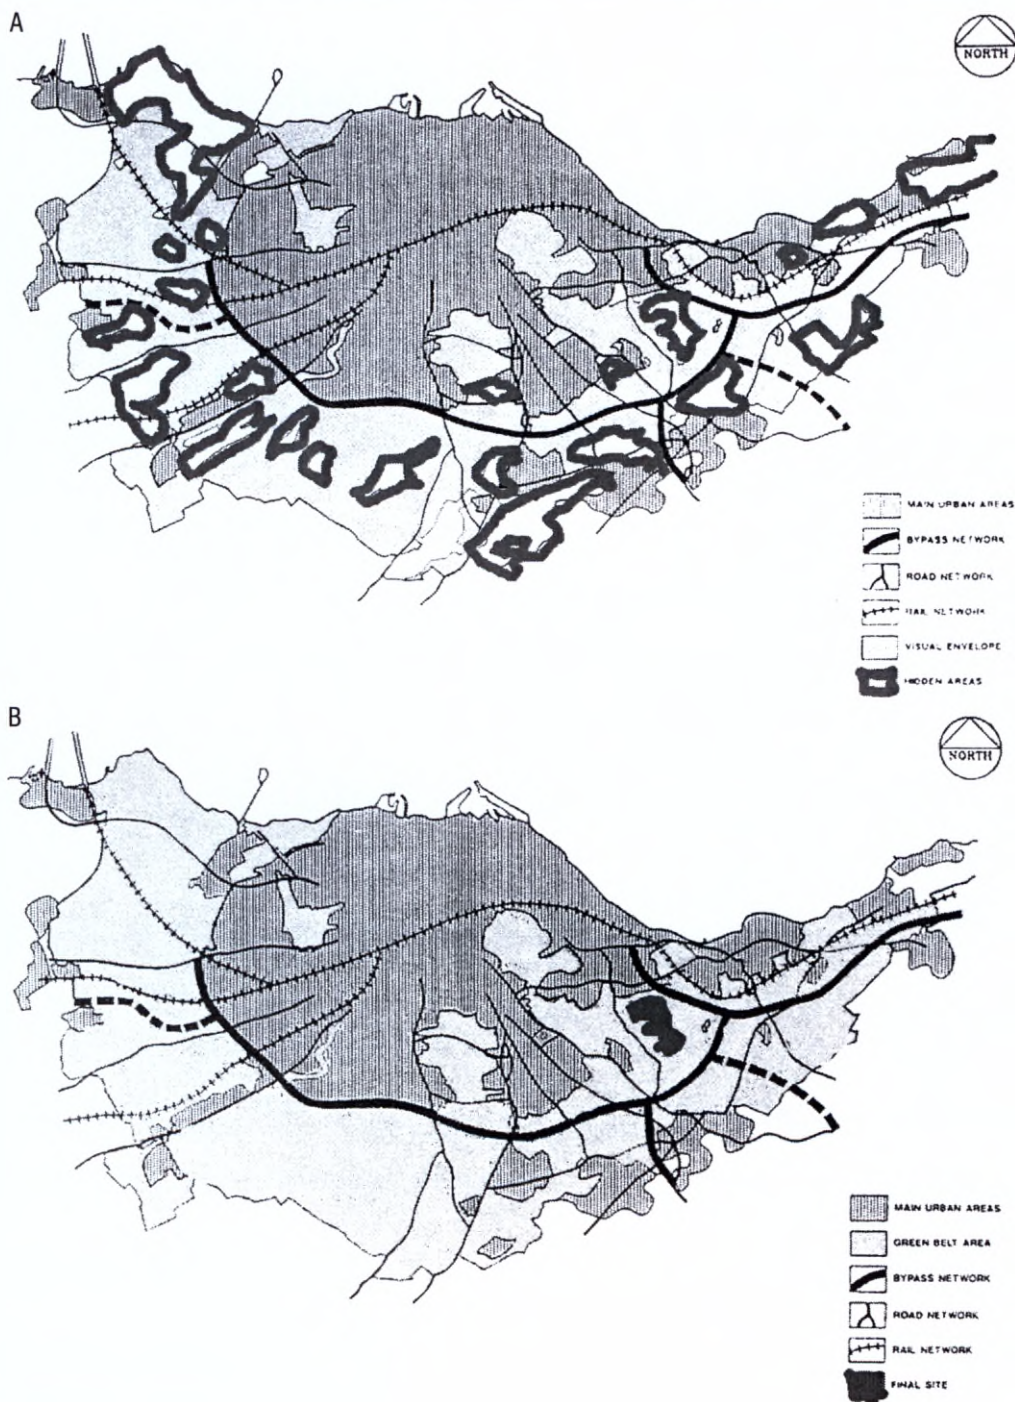 A
NORTH
MAIN URBAN AREAS
BYPASS NETWORK
ROAD NETWORK
RAIL NETWORK
VISUAL ENVELOPE
HIDDEN AREAS
B
NORTH
MAIN URBAN AREAS
GREEN BELT AREA
BYPASS NETWORK
ROAD NETWORK
RAIL NETWORK
FINAL SITE